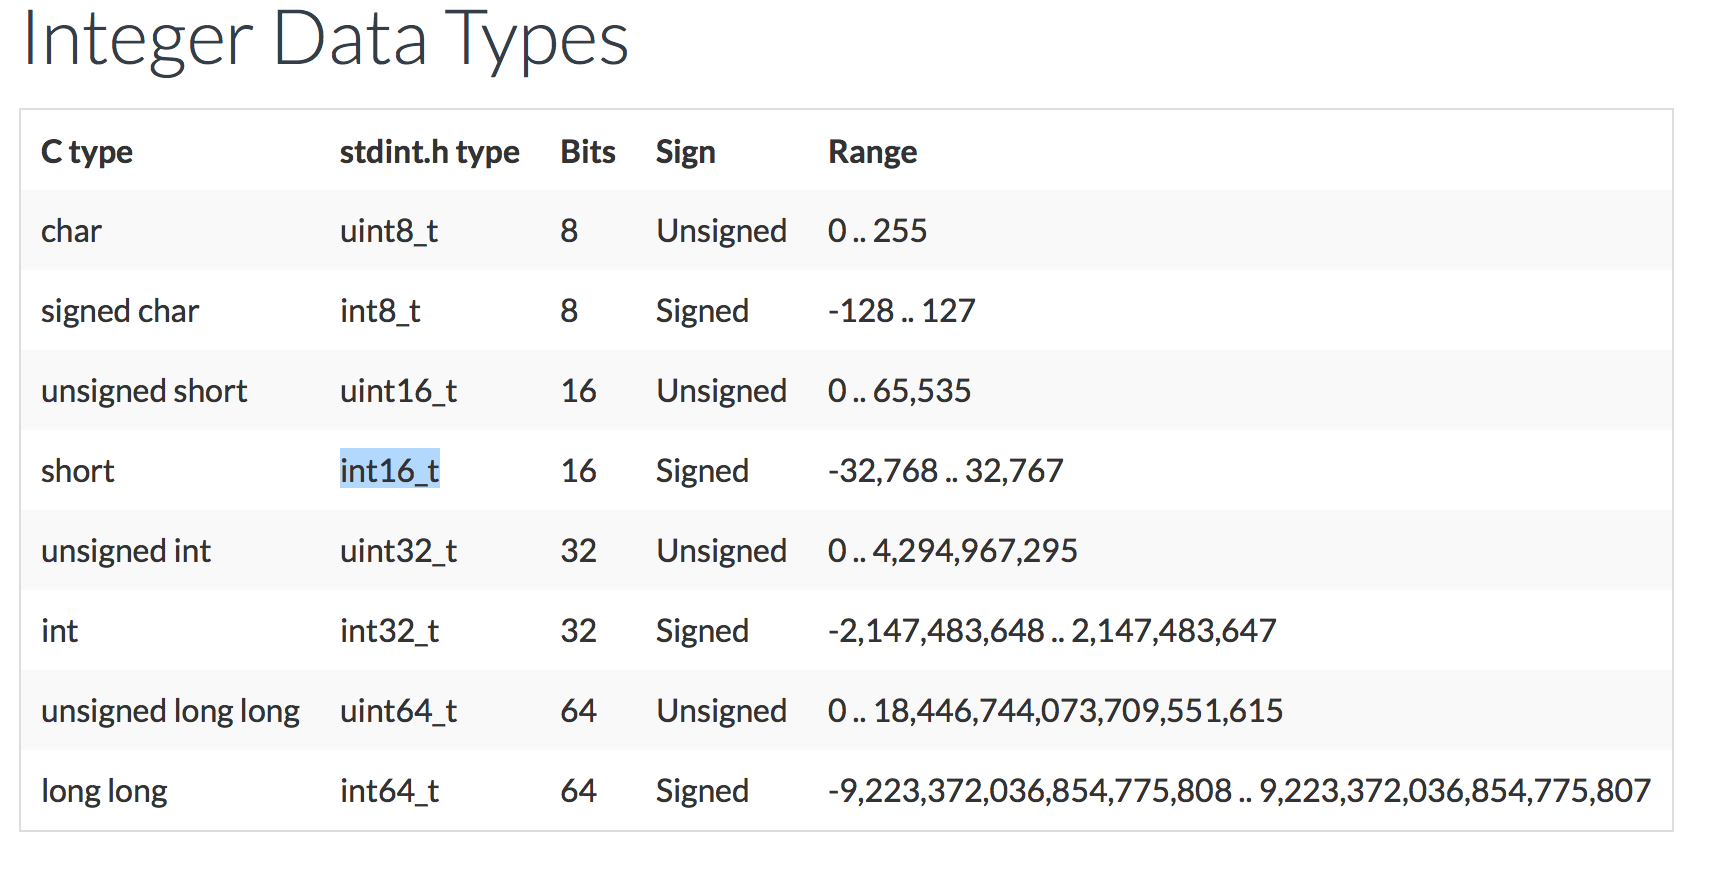 Integer Data Types
C type stdint.h type Bits Sign Range
char uint8_t 8 Unsigned 0 .. 255
signed char int8_t 8 Signed -128 .. 127
unsigned short uint16_t 16 Unsigned 0 .. 65,535
short int16_t 16 Signed -32,768 .. 32,767
unsigned int uint32_t 32 Unsigned 0 .. 4,294,967,295
int int32_t 32 Signed -2,147,483,648 .. 2,147,483,647
unsigned long long uint64_t 64 Unsigned 0 .. 18,446,744,073,709,551,615
long long int64_t 64 Signed -9,223,372,036,854,775,808 .. 9,223,372,036,854,775,807